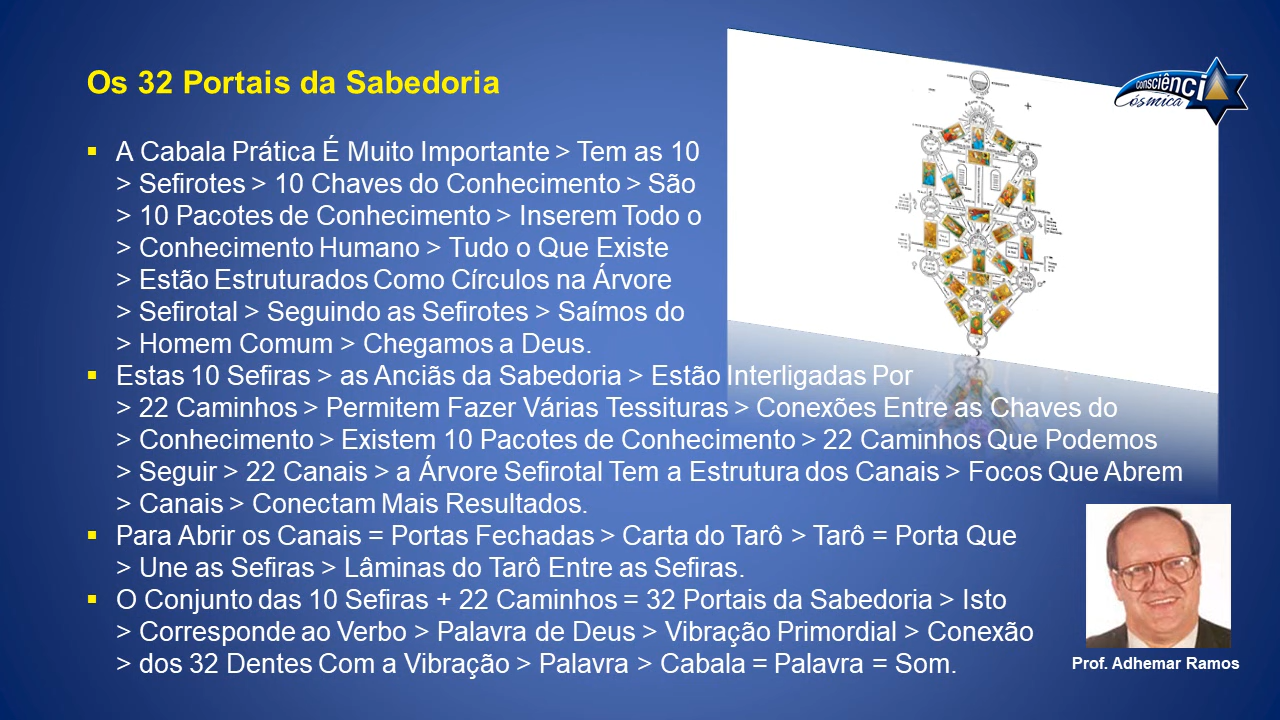 Os 32 Portais da Sabedoria
consciênci
Cósmica
A Cabala Prática É Muito Importante > Tem as 10
> Sefirotes > 10 Chaves do Conhecimento > São
> 10 Pacotes de Conhecimento > Inserem Todo o
> Conhecimento Humano > Tudo o Que Existe
> Estão Estruturados Como Círculos na Árvore
> Sefirotal > Seguindo as Sefirotes > Saímos do
> Homem Comum > Chegamos a Deus.
Estas 10 Sefiras > as Anciãs da Sabedoria > Estão Interligadas Por
> 22 Caminhos > Permitem Fazer Várias Tessituras > Conexões Entre as Chaves do
> Conhecimento > Existem 10 Pacotes de Conhecimento > 22 Caminhos Que Podemos
> Seguir > 22 Canais > a Árvore Sefirotal Tem a Estrutura dos Canais > Focos Que Abrem
> Canais > Conectam Mais Resultados.
Para Abrir os Canais = Portas Fechadas > Carta do Tarô > Tarô = Porta Que
> Une as Sefiras > Lâminas do Tarô Entre as Sefiras.
O Conjunto das 10 Sefiras + 22 Caminhos = 32 Portais da Sabedoria > Isto
> Corresponde ao Verbo > Palavra de Deus > Vibração Primordial > Conexão
> dos 32 Dentes Com a Vibração > Palavra > Cabala = Palavra = Som.
Prof. Adhemar Ramos